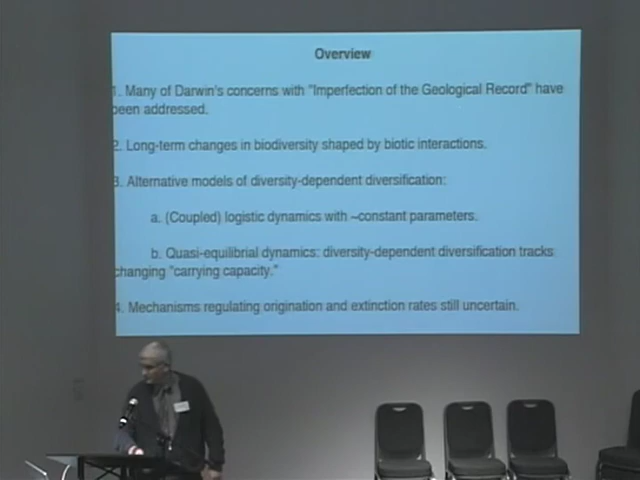 Overview
1. Many of Darwin's concerns with "Imperfection of the Geological Record" have
been addressed.
2. Long-term changes in biodiversity shaped by biotic interactions.
3. Alternative models of diversity-dependent diversification:
a. (Coupled) logistic dynamics with ~constant parameters.
b. Quasi-equilibrial dynamics: diversity-dependent diversification tracks
changing "carrying capacity."
4. Mechanisms regulating origination and extinction rates still uncertain.